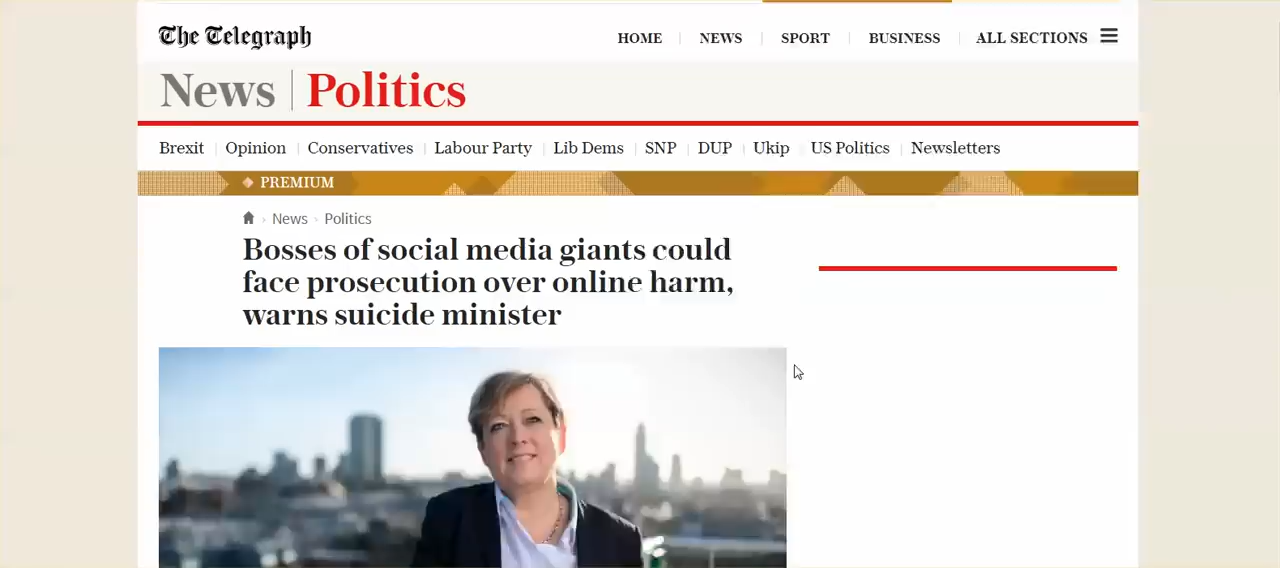 The Telegraph
HOME NEWS SPORT BUSINESS ALL SECTIONS
News Politics
Brexit Opinion Conservatives Labour Party Lib Dems SNP DUP Ukip US Politics Newsletters
PREMIUM
News Politics
Bosses of social media giants could
face prosecution over online harm,
warns suicide minister